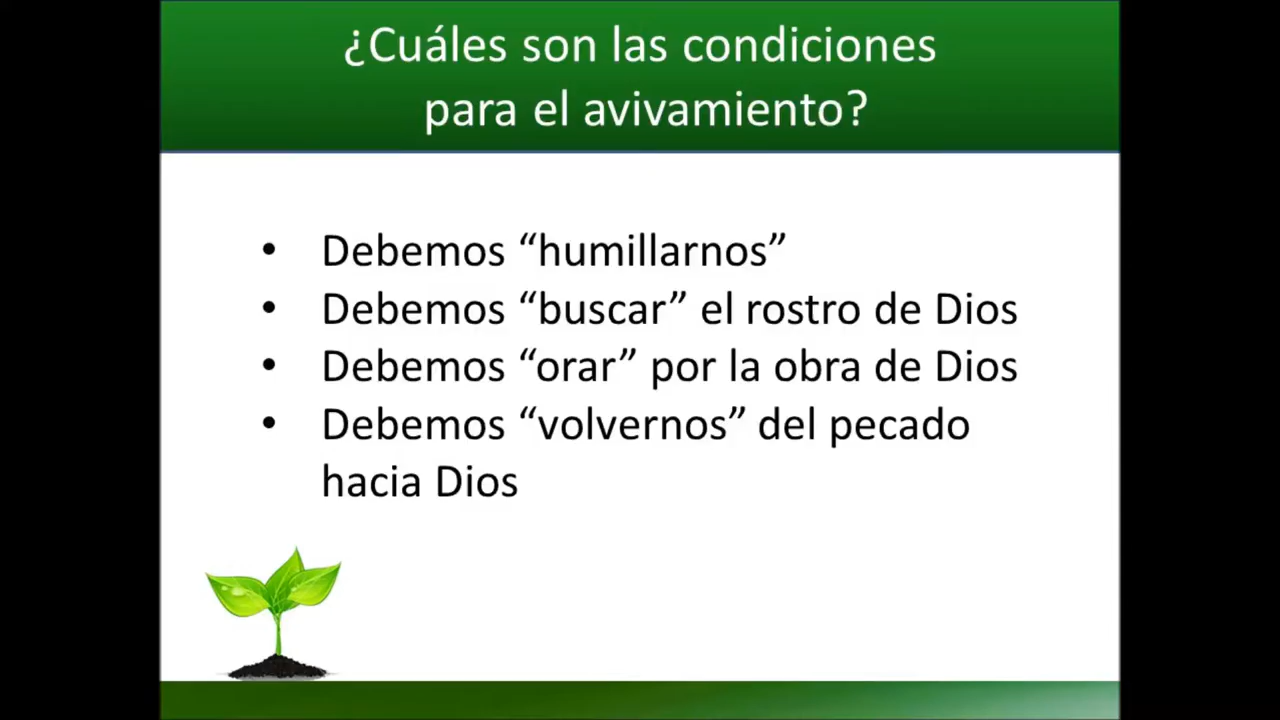 ¿Cuáles son las condiciones
para el avivamiento?
• Debemos “humillarnos”
• Debemos “buscar” el rostro de Dios
• Debemos “orar” por la obra de Dios
• Debemos “volvernos” del pecado
hacia Dios